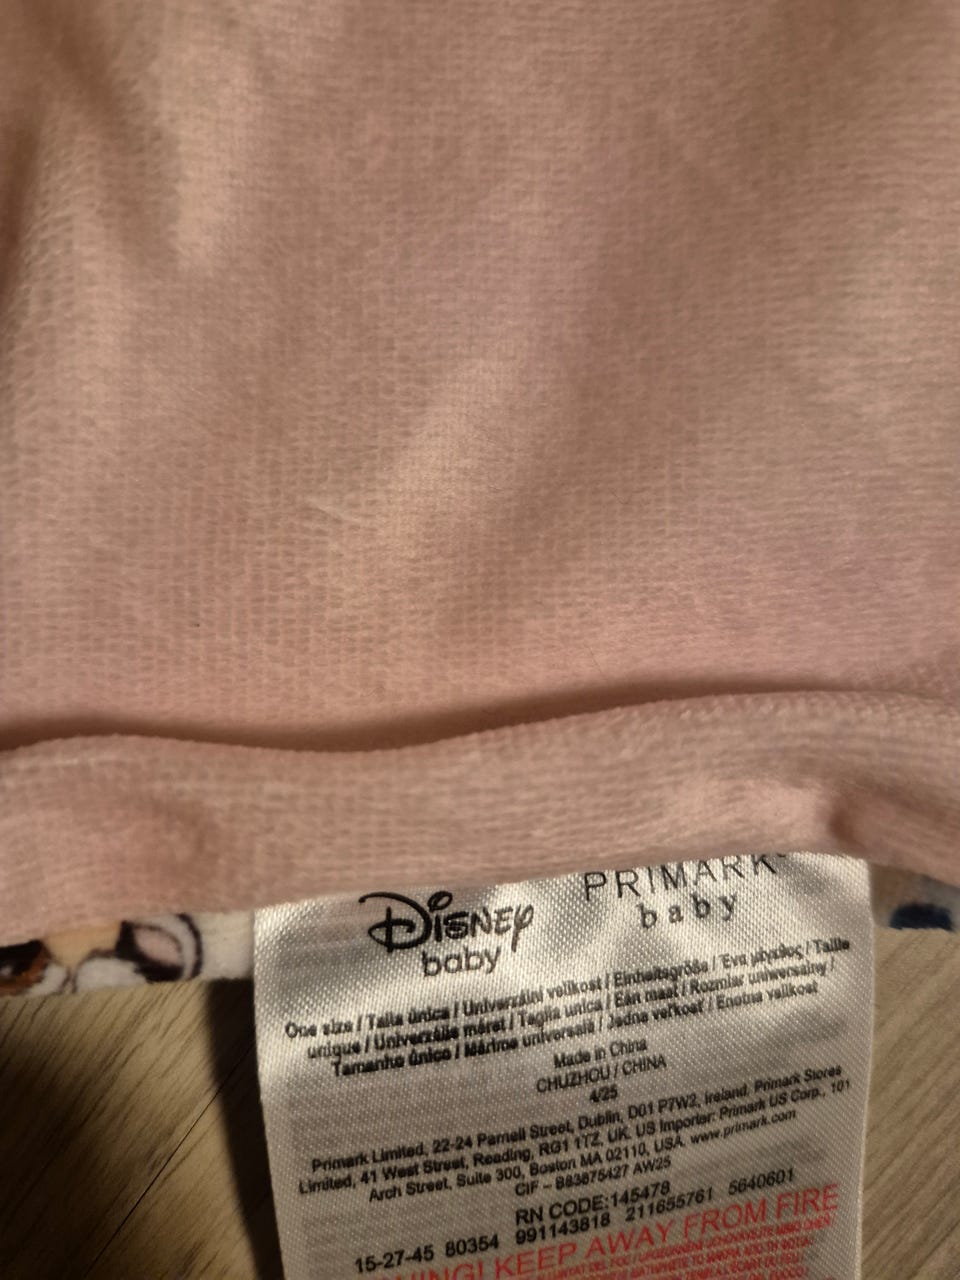 Disney
baby
PRIMARK
baby
One size / Talla única / Univerzální velikost / Einheitsgröße / Ένα μέγεθος / Taille
unique / Univerzális méret / Taglia unica / Eén maat / Rozmiar uniwersalny /
Tamanho único / Mărime universală / Jedna veľkosť / Enotna velikost
Made in China
CHUZHOU / CHINA
4/25
Primark Limited, 22-24 Parnell Street, Dublin, D01 P7W2, Ireland. Primark Stores
Limited, 41 West Street, Reading, RG1 1TZ, UK. US Importer: Primark US Corp., 101
Arch Street, Suite 300, Boston MA 02110, USA. www.primark.com
CIF – B83875427 AW25
RN CODE:145478
15-27-45 80354 991143818 211655761 5640601
KEEP AWAY FROM FIRE